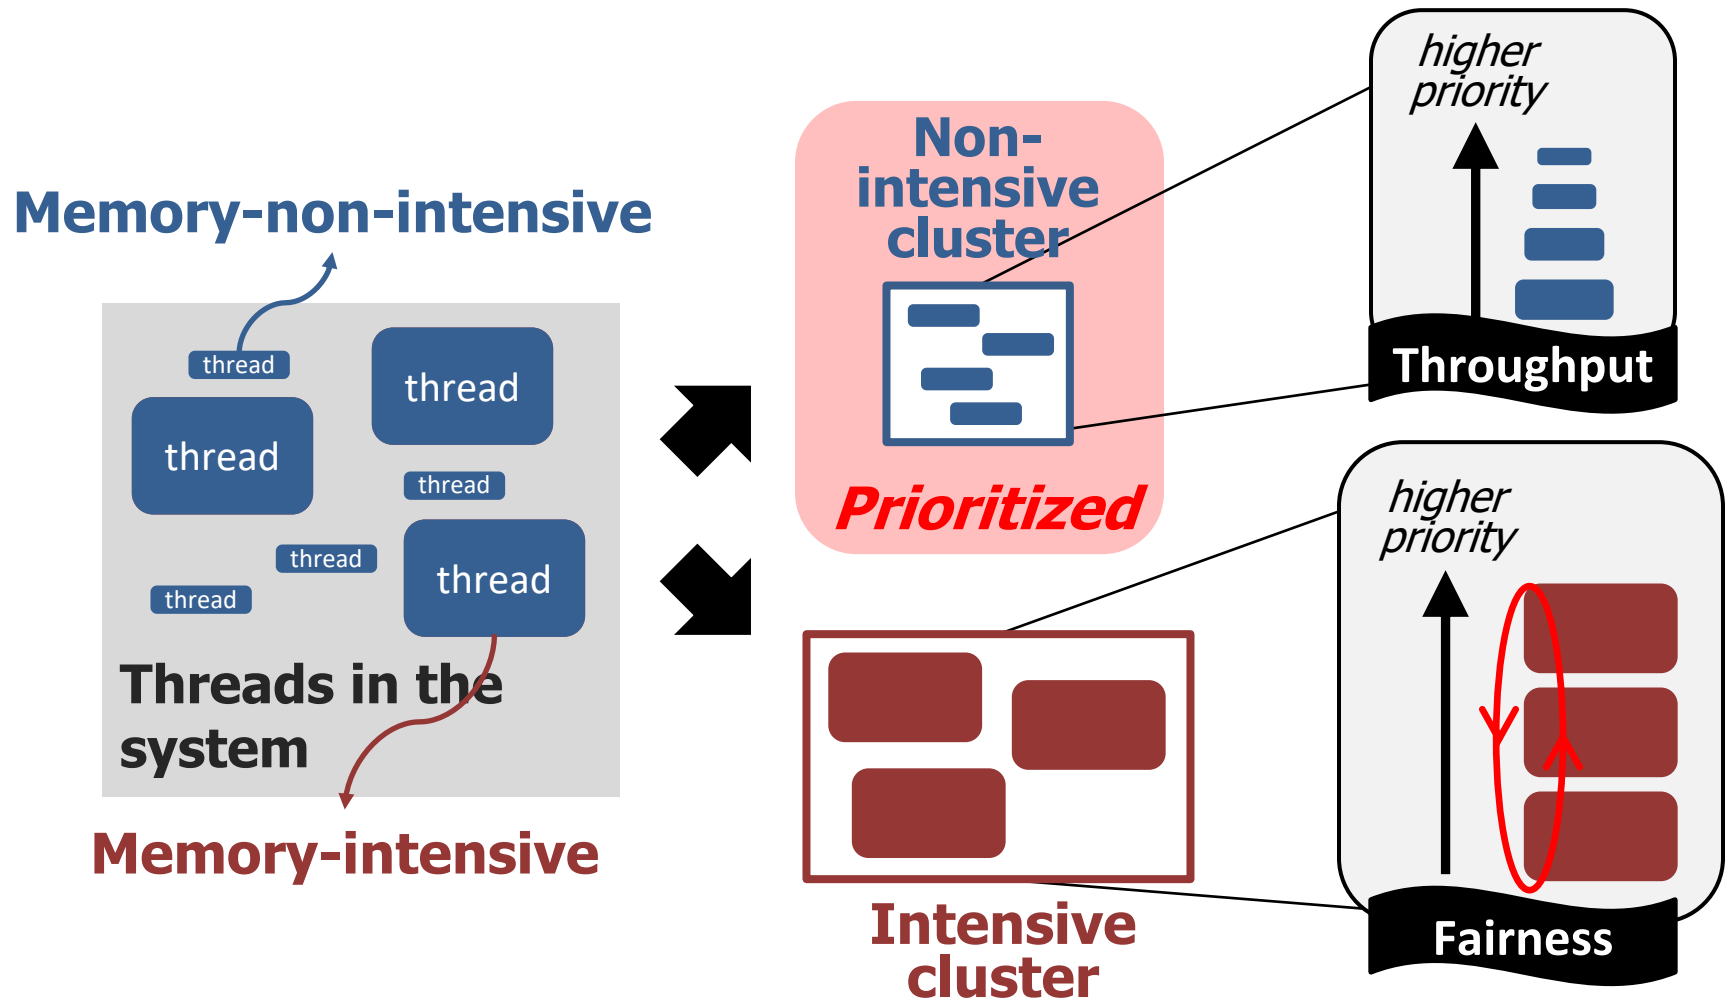 Memory-non-intensive
thread
thread
thread
thread
thread
thread
thread
Threads in the
system
Memory-intensive
Non-
intensive
cluster
Prioritized
Intensive
cluster
higher
priority
Throughput
higher
priority
Fairness